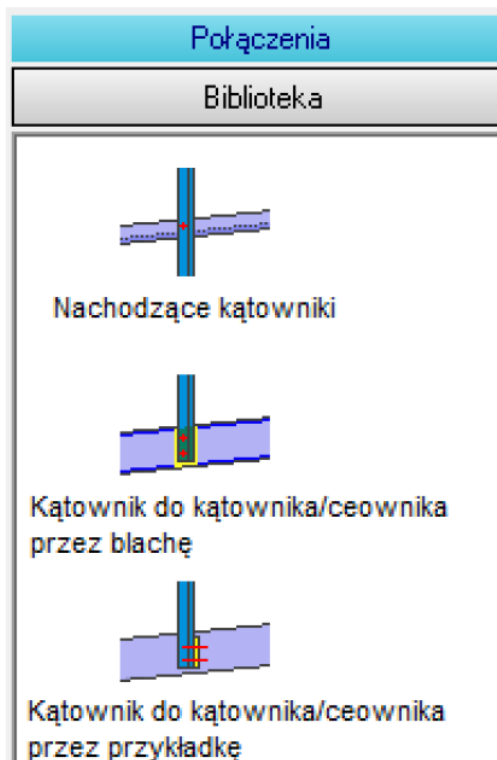 Połączenia
Biblioteka
Nachodzące kątowniki
Kątownik do kątownika/ceownika
przez blachę
Kątownik do kątownika/ceownika
przez przykładkę